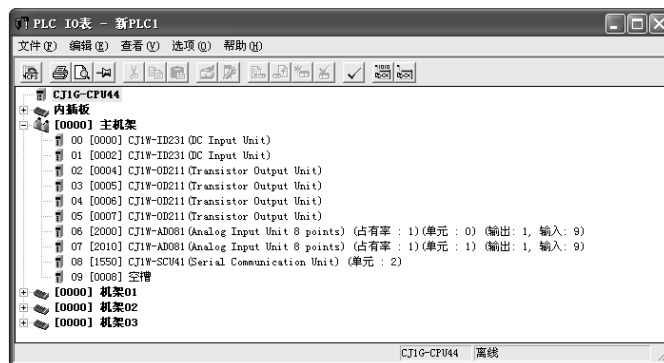 PLC IO表 - 新PLC1
文件(F) 编辑(E) 查看(V) 选项(O) 帮助(H)
CJ1G-CPU44
内插板
[0000] 主机架
00 [0000] CJ1W-ID231(DC Input Unit)
01 [0002] CJ1W-ID231(DC Input Unit)
02 [0004] CJ1W-OD211(Transistor Output Unit)
03 [0005] CJ1W-OD211(Transistor Output Unit)
04 [0006] CJ1W-OD211(Transistor Output Unit)
05 [0007] CJ1W-OD211(Transistor Output Unit)
06 [2000] CJ1W-AD081(Analog Input Unit 8 points) (占有率 : 1)(单元 : 0) (输出: 1, 输入: 9)
07 [2010] CJ1W-AD081(Analog Input Unit 8 points) (占有率 : 1)(单元 : 1) (输出: 1, 输入: 9)
08 [1550] CJ1W-SCU41(Serial Communication Unit) (单元 : 2)
09 [0008] 空槽
[0000] 机架01
[0000] 机架02
[0000] 机架03
CJ1G-CPU44 离线